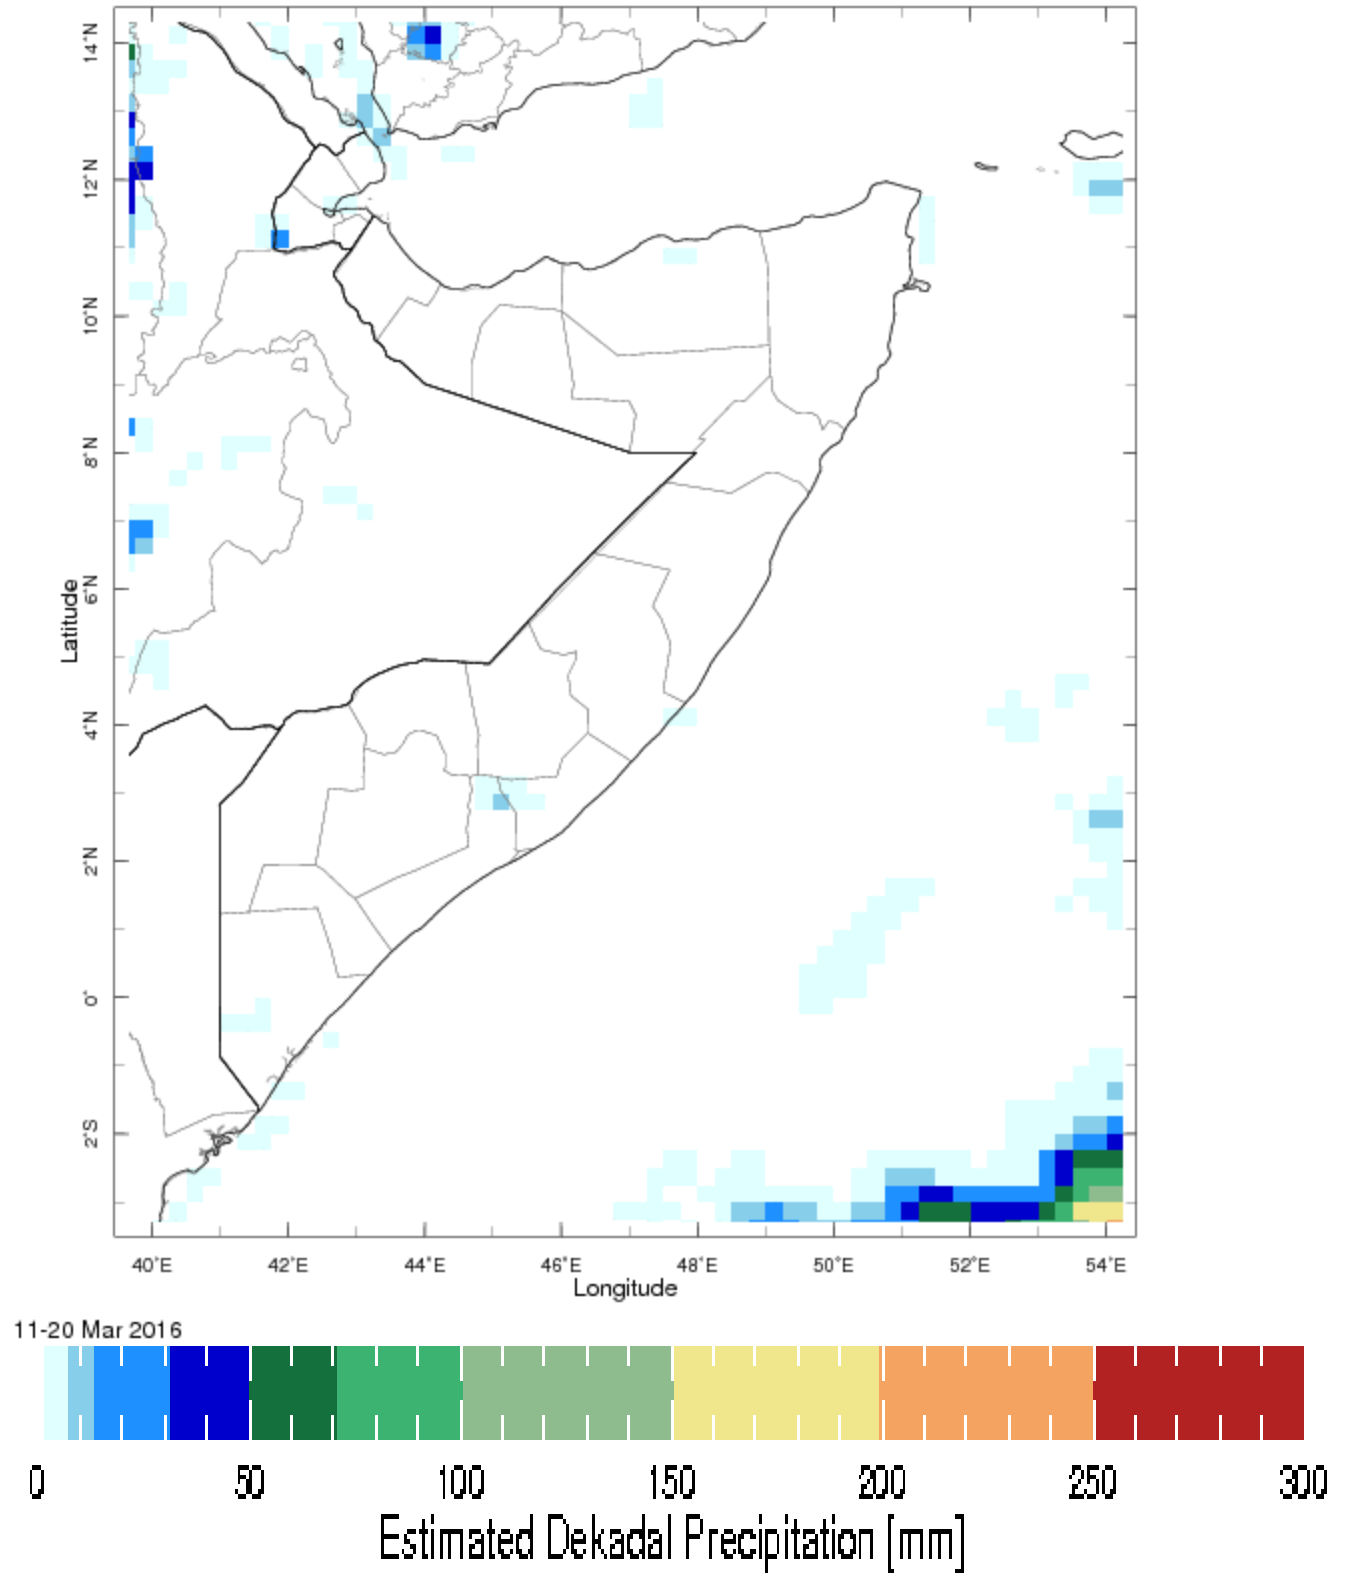 14°N
12°N
10°N
8°N
6°N
4°N
2°N
0°
2°S
Latitude
40°E 42°E 44°E 46°E 48°E 50°E 52°E 54°E
Longitude
11-20 Mar 2016
0 50 100 150 200 250 300
Estimated Dekadal Precipitation [mm]